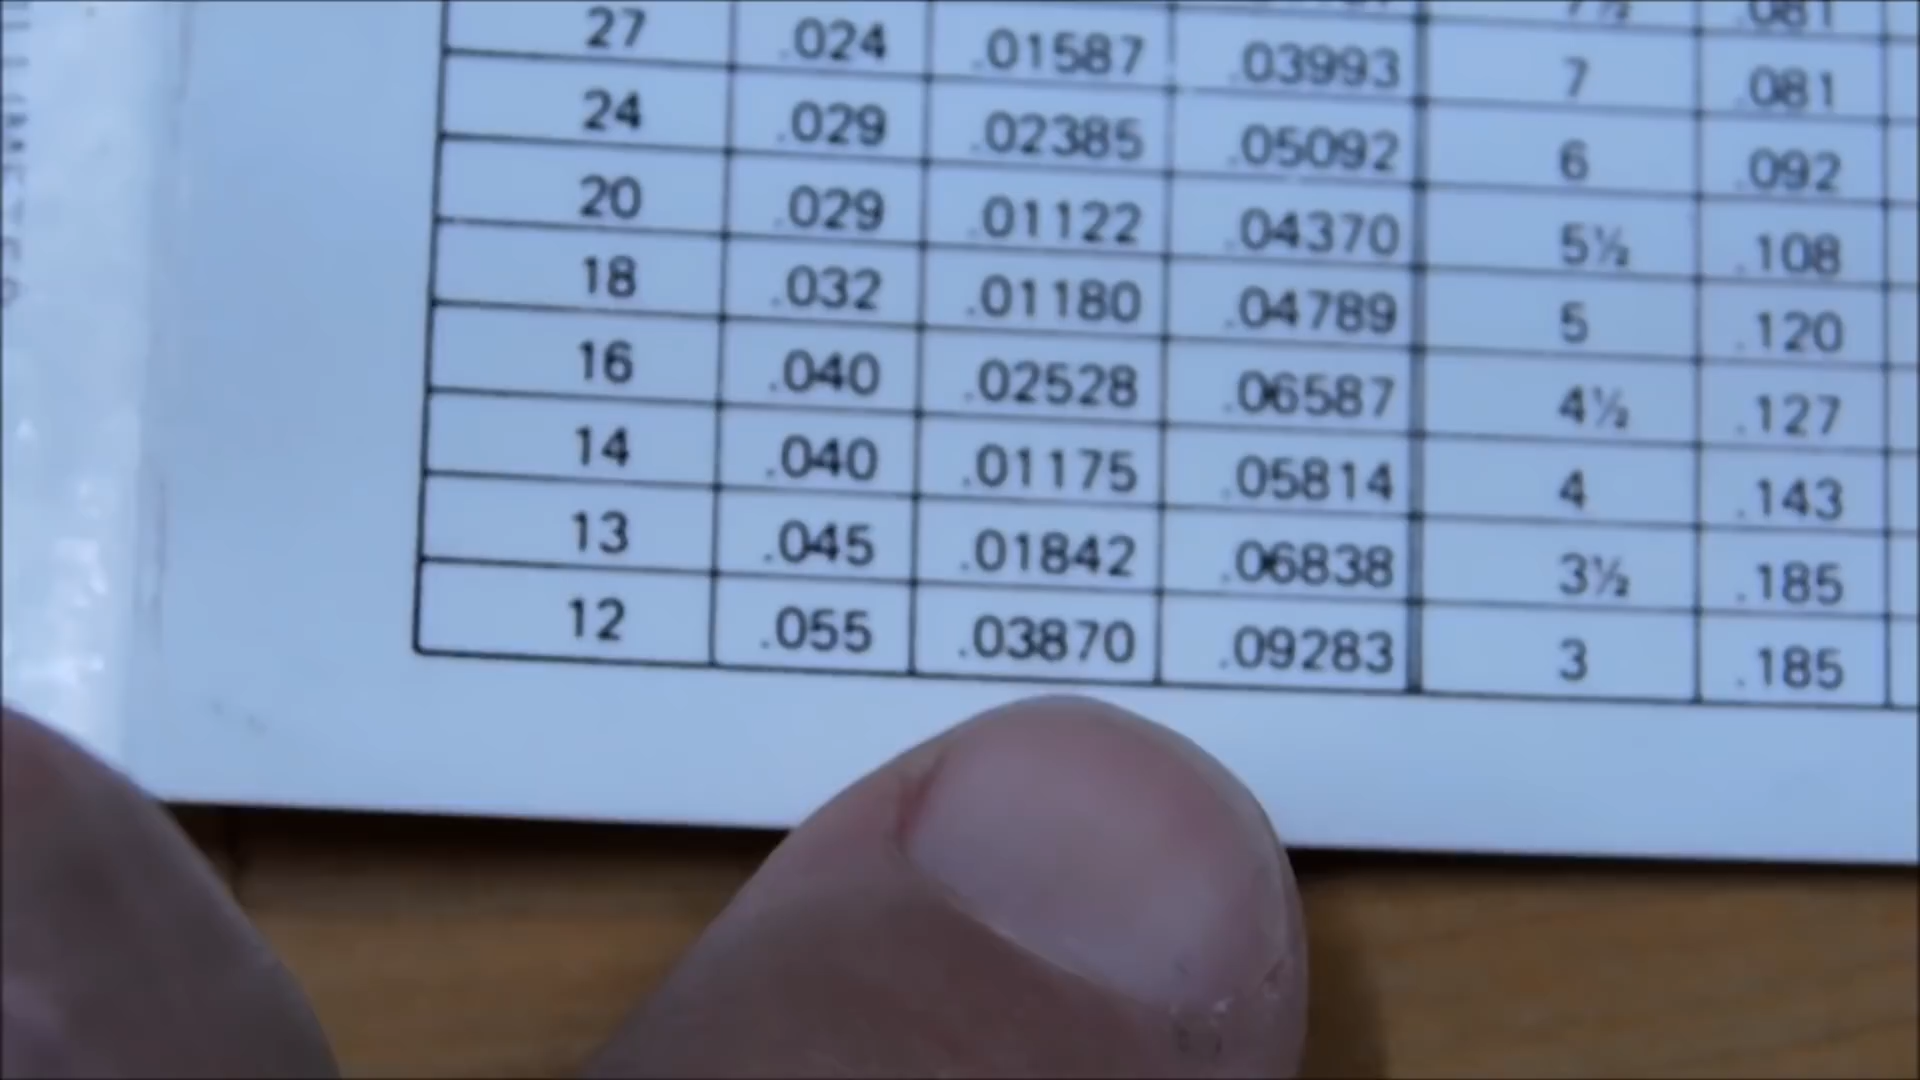 27 .024 .01587 .03993 7 .081
24 .029 .02385 .05092 6 .092
20 .029 .01122 .04370 5½ .108
18 .032 .01180 .04789 5 .120
16 .040 .02528 .06587 4½ .127
14 .040 .01175 .05814 4 .143
13 .045 .01842 .06838 3½ .185
12 .055 .03870 .09283 3 .185